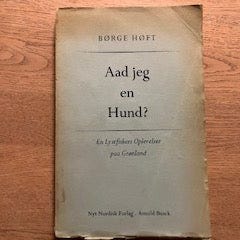 BØRGE HØFT
Aad jeg
en
Hund?
En Lystfiskers Oplevelser
paa Grønland
Nyt Nordisk Forlag . Arnold Busck